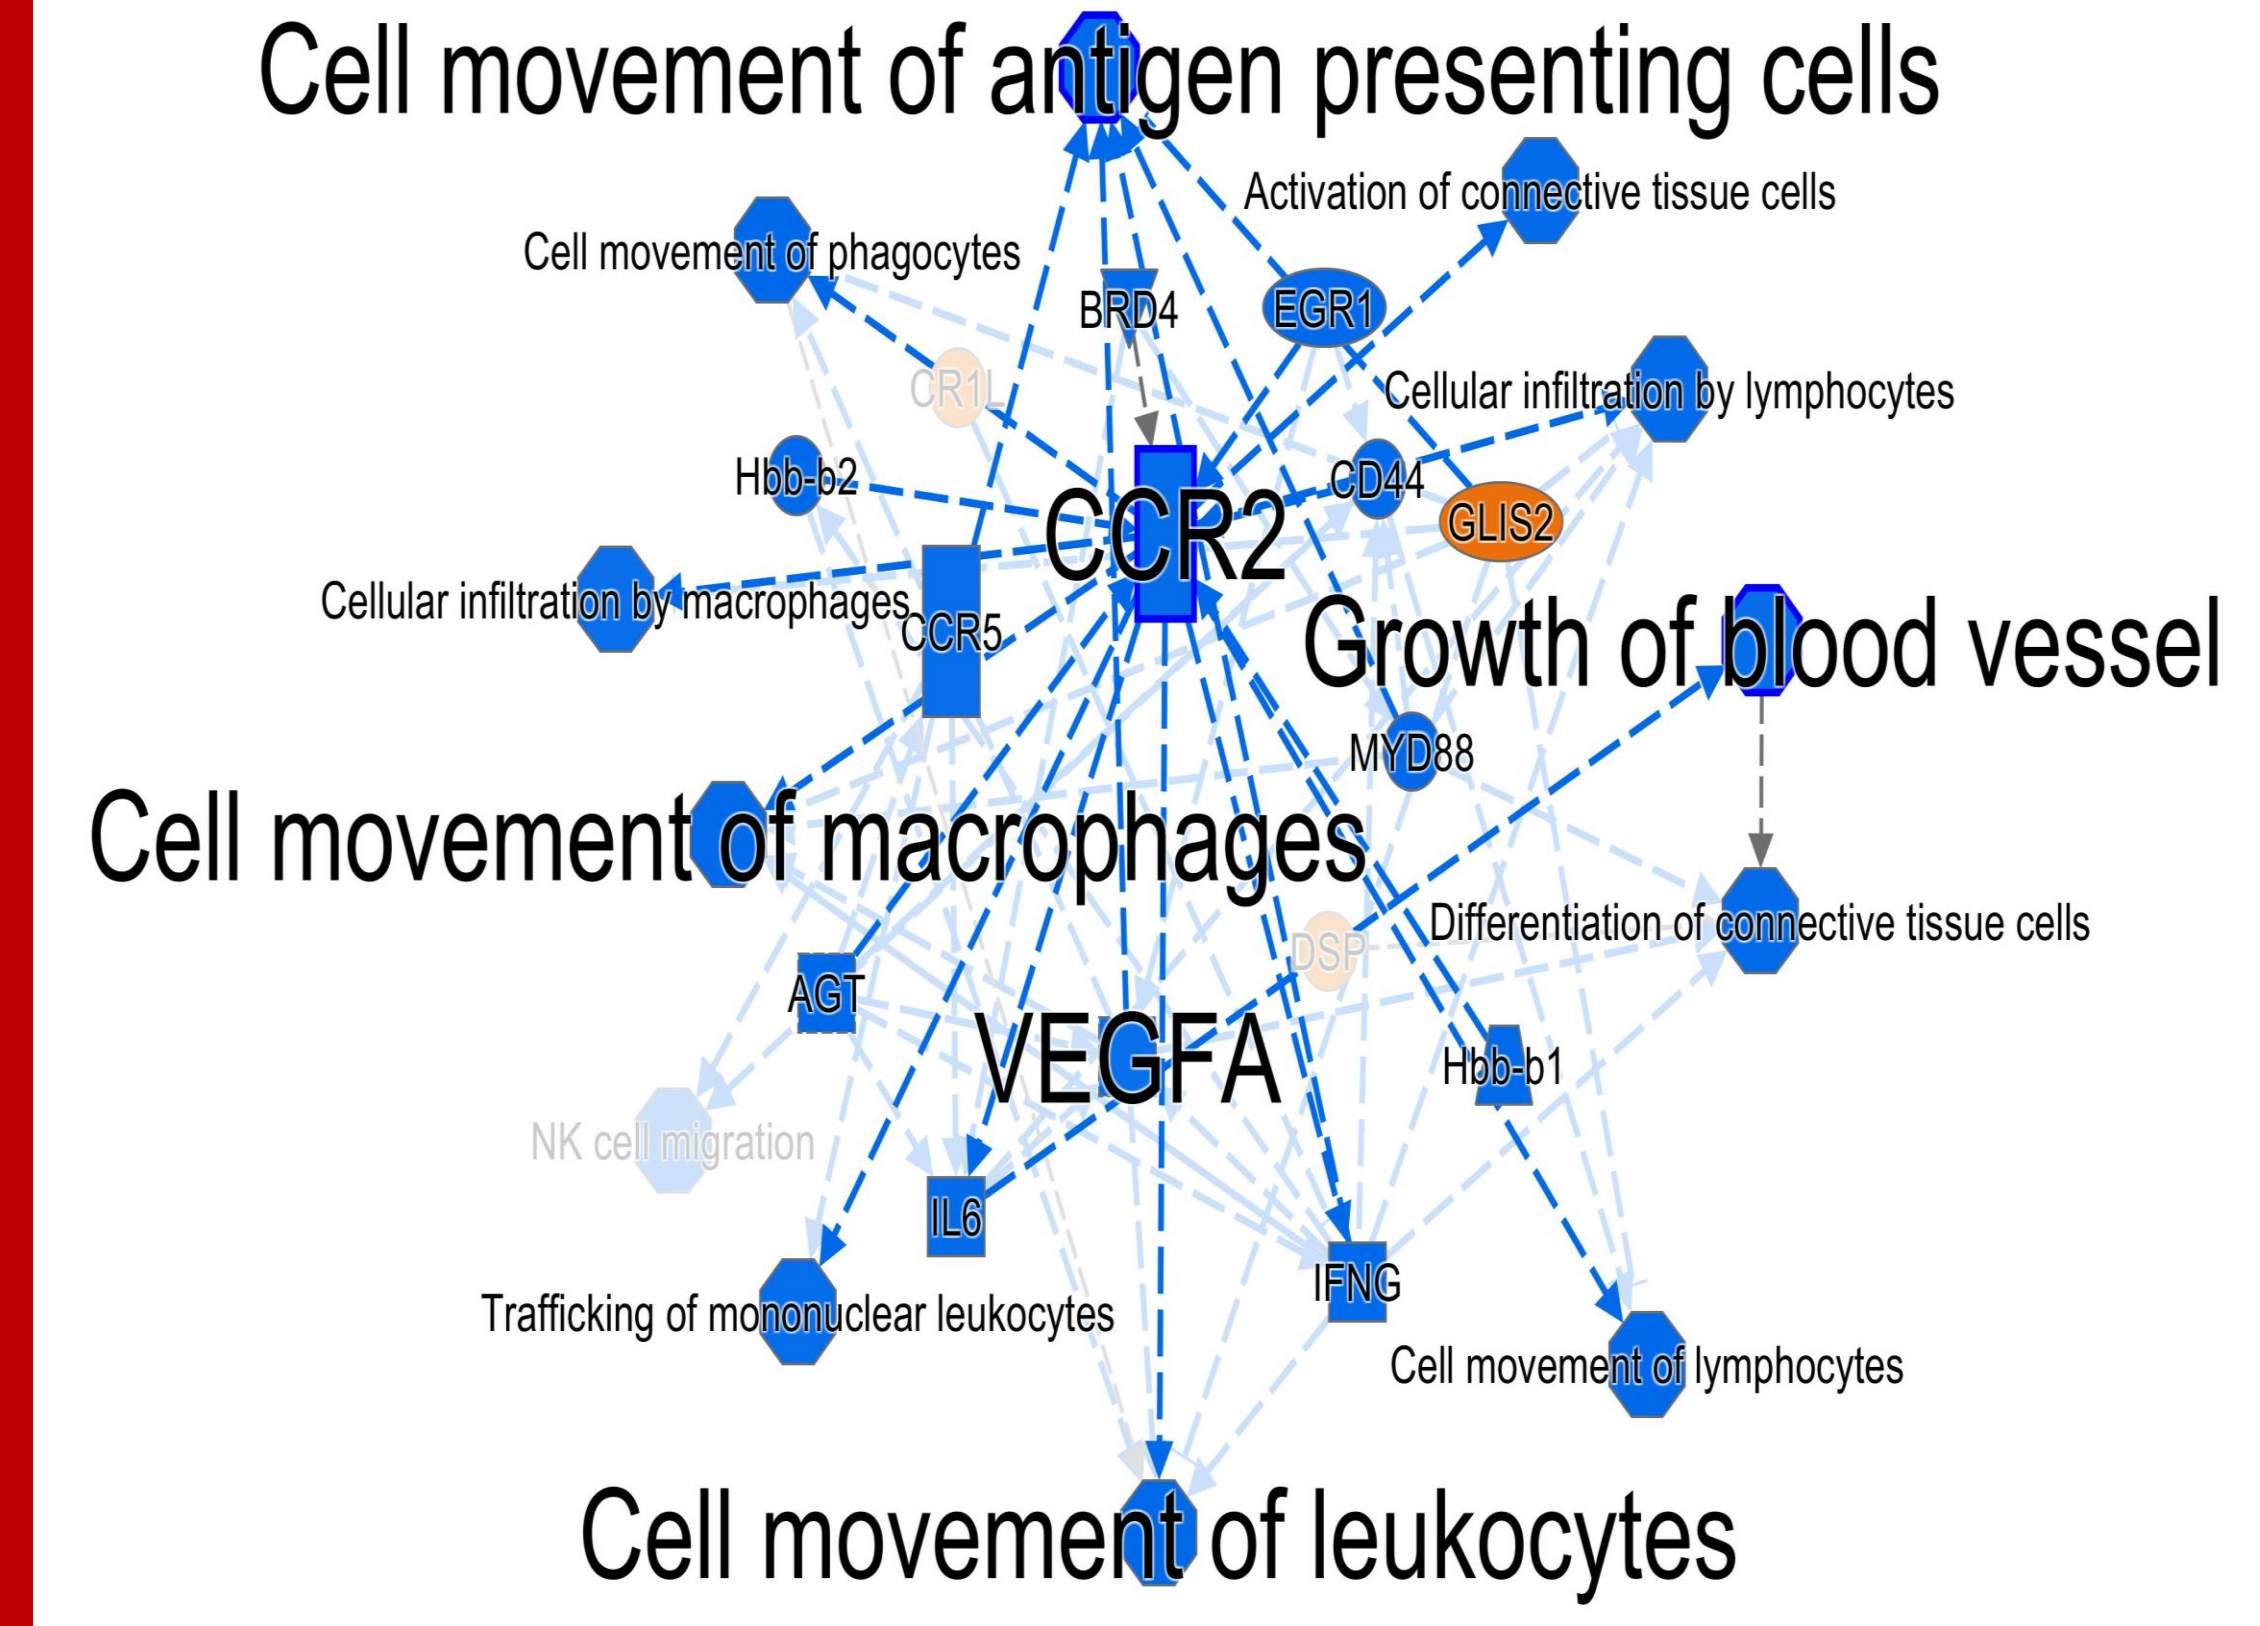 Cell movement of antigen presenting cells
Activation of connective tissue cells
Cell movement of phagocytes
BRD4
EGR1
CR1L
Cellular infiltration by lymphocytes
Hbb-b2
CD44
CCR2
GLIS2
Cellular infiltration by macrophages
CCR5
Growth of blood vessel
MYD88
Cell movement of macrophages
Differentiation of connective tissue cells
DSP
AGT
VEGFA
Hbb-b1
NK cell migration
IL6
IFNG
Trafficking of mononuclear leukocytes
Cell movement of lymphocytes
Cell movement of leukocytes